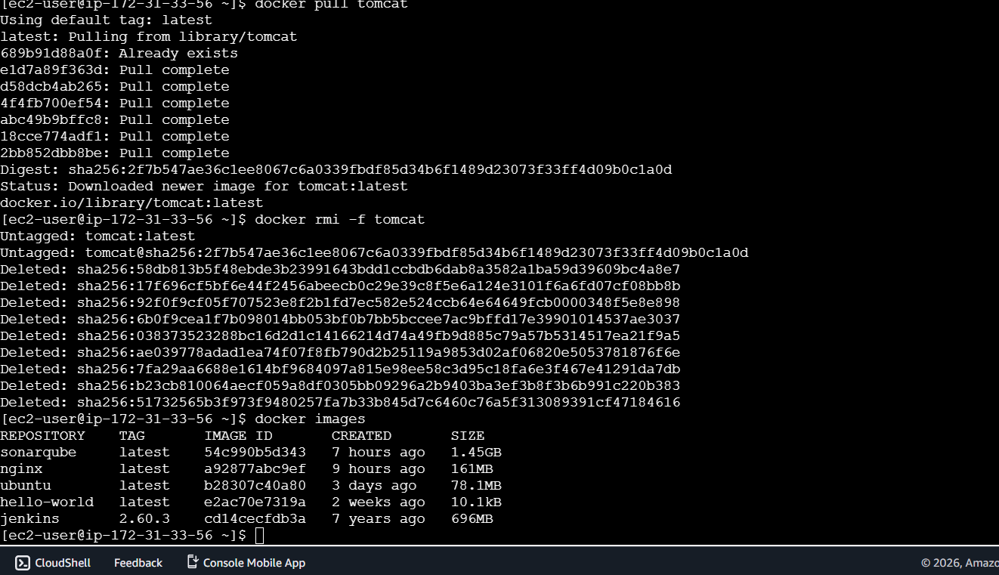 [ec2-user@ip-172-31-33-56 ~]$ docker pull tomcat
Using default tag: latest
latest: Pulling from library/tomcat
689b91d88a0f: Already exists
e1d7a89f363d: Pull complete
d58dcb4ab265: Pull complete
4f4fb700ef54: Pull complete
abc49b9bffc8: Pull complete
18cce774adf1: Pull complete
2bb852dbb8be: Pull complete
Digest: sha256:2f7b547ae36c1ee8067c6a0339fbdf85d34b6f1489d23073f33ff4d09b0c1a0d
Status: Downloaded newer image for tomcat:latest
docker.io/library/tomcat:latest
[ec2-user@ip-172-31-33-56 ~]$ docker rmi -f tomcat
Untagged: tomcat:latest
Untagged: tomcat@sha256:2f7b547ae36c1ee8067c6a0339fbdf85d34b6f1489d23073f33ff4d09b0c1a0d
Deleted: sha256:58db813b5f48ebde3b23991643bdd1ccbdb6dab8a3582a1ba59d39609bc4a8e7
Deleted: sha256:17f696cf5bf6e44f2456abeecb0c29e39c8f5e6a124e3101f6a6fd07cf08bb8b
Deleted: sha256:92f0f9cf05f707523e8f2b1fd7ec582e524ccb64e64649fcb0000348f5e8e898
Deleted: sha256:6b0f9cea1f7b098014bb053bf0b7bb5bccee7ac9bffd17e39901014537ae3037
Deleted: sha256:038373523288bc16d2d1c14166214d74a49fb9d885c79a57b5314517ea21f9a5
Deleted: sha256:ae039778adad1ea74f07f8fb790d2b25119a9853d02af06820e5053781876f6e
Deleted: sha256:7fa29aa6688e1614bf9684097a815e98ee58c3d95c18fa6e3f467e41291da7db
Deleted: sha256:b23cb810064aecf059a8df0305bb09296a2b9403ba3ef3b8f3b6b991c220b383
Deleted: sha256:51732565b3f973f9480257fa7b33b845d7c6460c76a5f313089391cf47184616
[ec2-user@ip-172-31-33-56 ~]$ docker images
REPOSITORY    TAG       IMAGE ID       CREATED       SIZE
sonarqube     latest    54c990b5d343   7 hours ago   1.45GB
nginx         latest    a92877abc9ef   9 hours ago   161MB
ubuntu        latest    b28307c40a80   3 days ago    78.1MB
hello-world   latest    e2ac70e7319a   2 weeks ago   10.1kB
jenkins       2.60.3    cd14cecfdb3a   7 years ago   696MB
[ec2-user@ip-172-31-33-56 ~]$
CloudShell Feedback Console Mobile App © 2026, Amazo